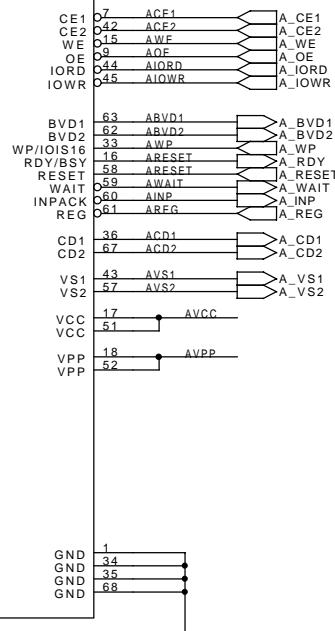 CE1 7 ACE1 A_CE1
CE2 42 ACE2 A_CE2
WE 15 AWE A_WE
OE 9 AOE A_OE
IORD 44 AIORD A_IORD
IOWR 45 AIOWR A_IOWR
BVD1 63 ABVD1 A_BVD1
BVD2 62 ABVD2 A_BVD2
WP/IOIS16 33 AWP A_WP
RDY/BSY 16 ARESET A_RDY
RESET 58 ARESET A_RESET
WAIT 59 AWAIT A_WAIT
INPACK 60 AINP A_INP
REG 61 AREG A_REG
CD1 36 ACD1 A_CD1
CD2 67 ACD2 A_CD2
VS1 43 AVS1 A_VS1
VS2 57 AVS2 A_VS2
VCC 17 AVCC
VCC 51
VPP 18 AVPP
VPP 52
GND 1
GND 34
GND 35
GND 68